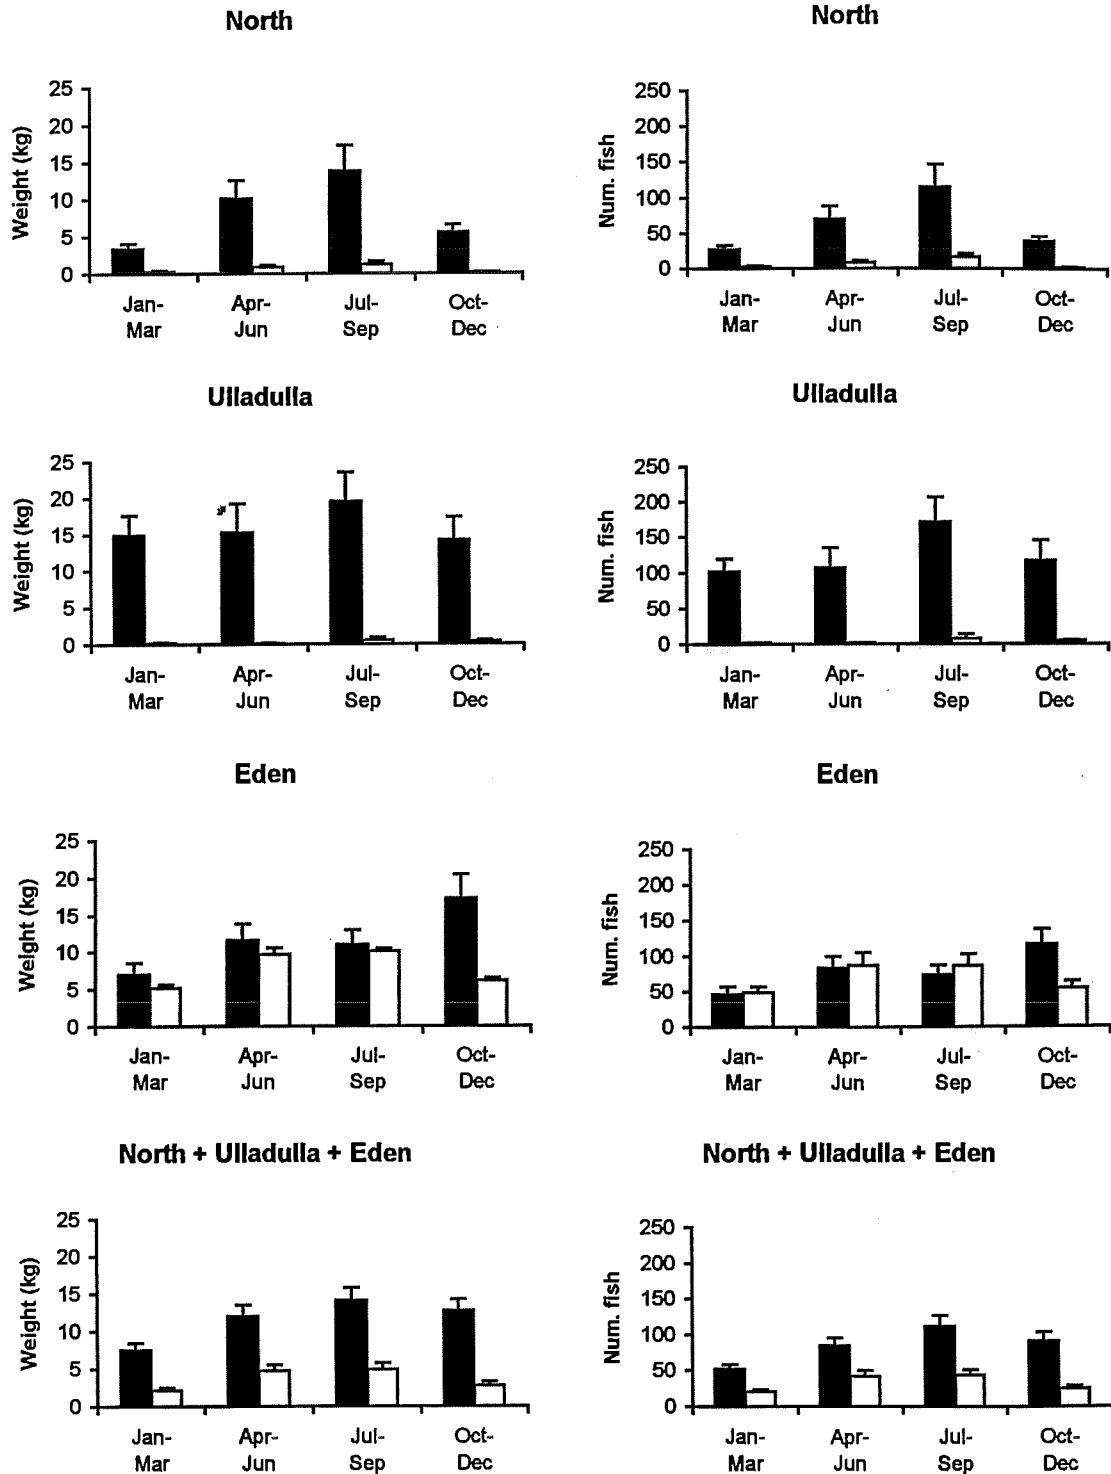 North
25
20
15
10
5
0
Weight (kg)
Jan-
Mar
Apr-
Jun
Jul-
Sep
Oct-
Dec
North
250
200
150
100
50
0
Num. fish
Jan-
Mar
Apr-
Jun
Jul-
Sep
Oct-
Dec
Ulladulla
25
20
15
10
5
0
Weight (kg)
Jan-
Mar
Apr-
Jun
Jul-
Sep
Oct-
Dec
Ulladulla
250
200
150
100
50
0
Num. fish
Jan-
Mar
Apr-
Jun
Jul-
Sep
Oct-
Dec
Eden
25
20
15
10
5
0
Weight (kg)
Jan-
Mar
Apr-
Jun
Jul-
Sep
Oct-
Dec
Eden
250
200
150
100
50
0
Num. fish
Jan-
Mar
Apr-
Jun
Jul-
Sep
Oct-
Dec
North + Ulladulla + Eden
25
20
15
10
5
0
Weight (kg)
Jan-
Mar
Apr-
Jun
Jul-
Sep
Oct-
Dec
North + Ulladulla + Eden
250
200
150
100
50
0
Num. fish
Jan-
Mar
Apr-
Jun
Jul-
Sep
Oct-
Dec